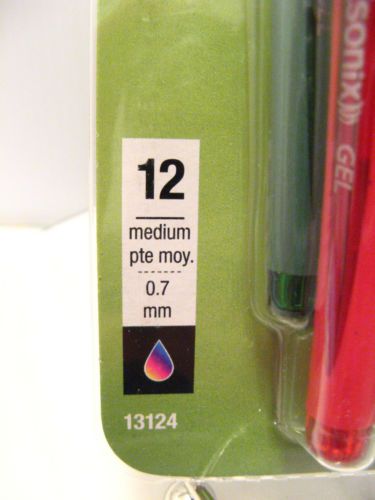 12
medium
pte moy.
0.7
mm
13124
sonix
GEL